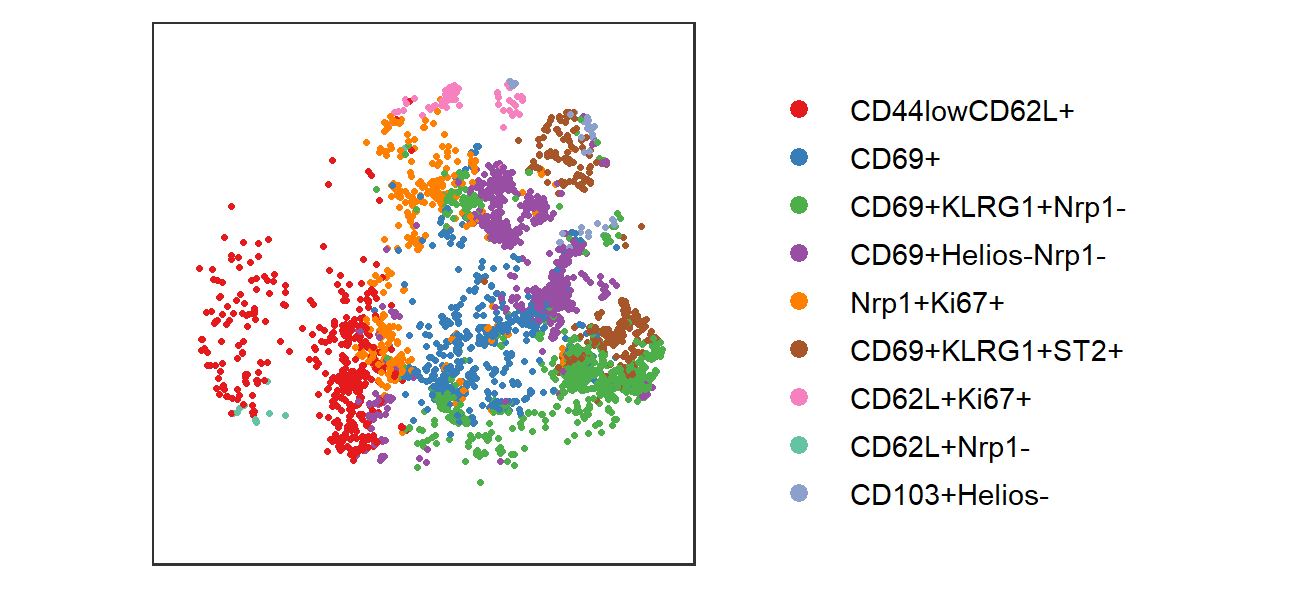 CD44lowCD62L+
CD69+
CD69+KLRG1+Nrp1-
CD69+Helios-Nrp1-
Nrp1+Ki67+
CD69+KLRG1+ST2+
CD62L+Ki67+
CD62L+Nrp1-
CD103+Helios-